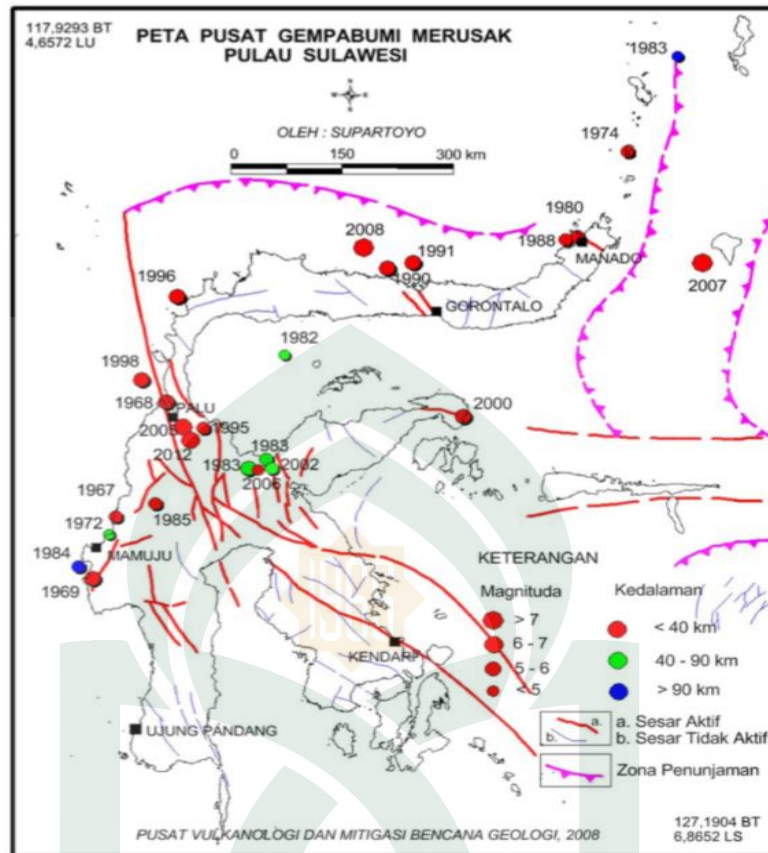 117,9293 BT
4,6572 LU
PETA PUSAT GEMPABUMI MERUSAK
PULAU SULAWESI
OLEH : SUPARTOYO
0 150 300 km
1983
1974
1980
1988
MANADO
2008
1991
1990
2007
1996
GORONTALO
1982
1998
1968
PALU
2005
1995
2012
2000
1983
1983
2002
2006
1967
1985
1972
MAMUJU
1984
1969
KENDARI
UJUNG PANDANG
KETERANGAN
Magnituda
> 7
6 - 7
5 - 6
< 5
Kedalaman
< 40 km
40 - 90 km
> 90 km
a.
b.
a. Sesar Aktif
b. Sesar Tidak Aktif
Zona Penunjaman
PUSAT VULKANOLOGI DAN MITIGASI BENCANA GEOLOGI, 2008
127,1904 BT
6,8652 LS